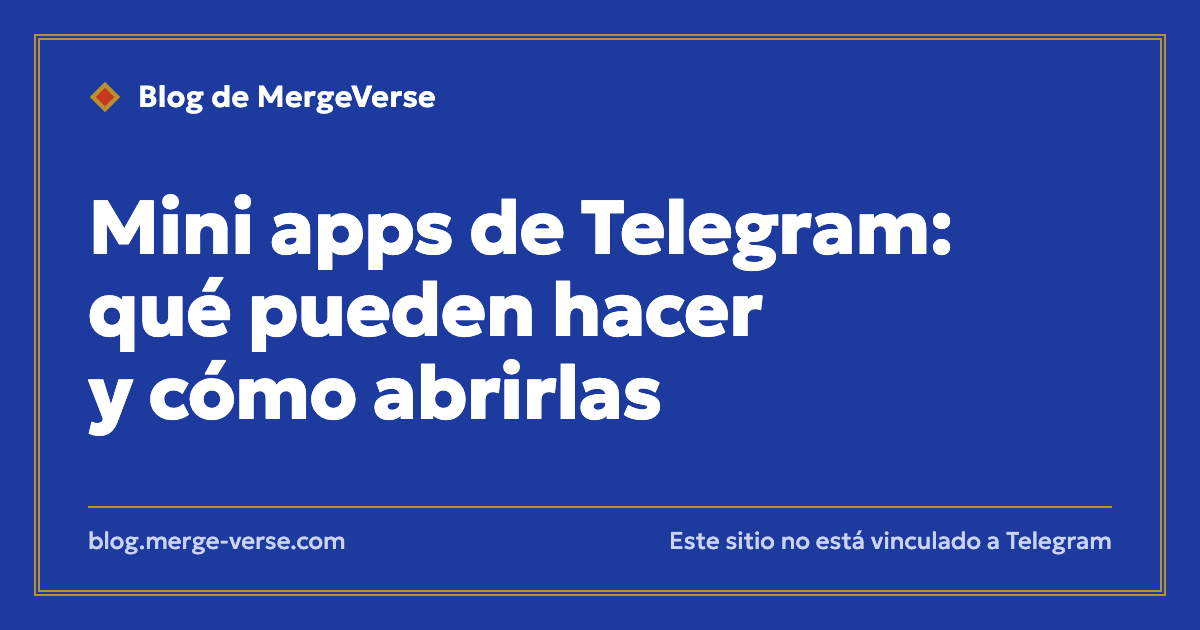 Blog de MergeVerse
Mini apps de Telegram:
qué pueden hacer
y cómo abrirlas
blog.merge-verse.com
Este sitio no está vinculado a Telegram